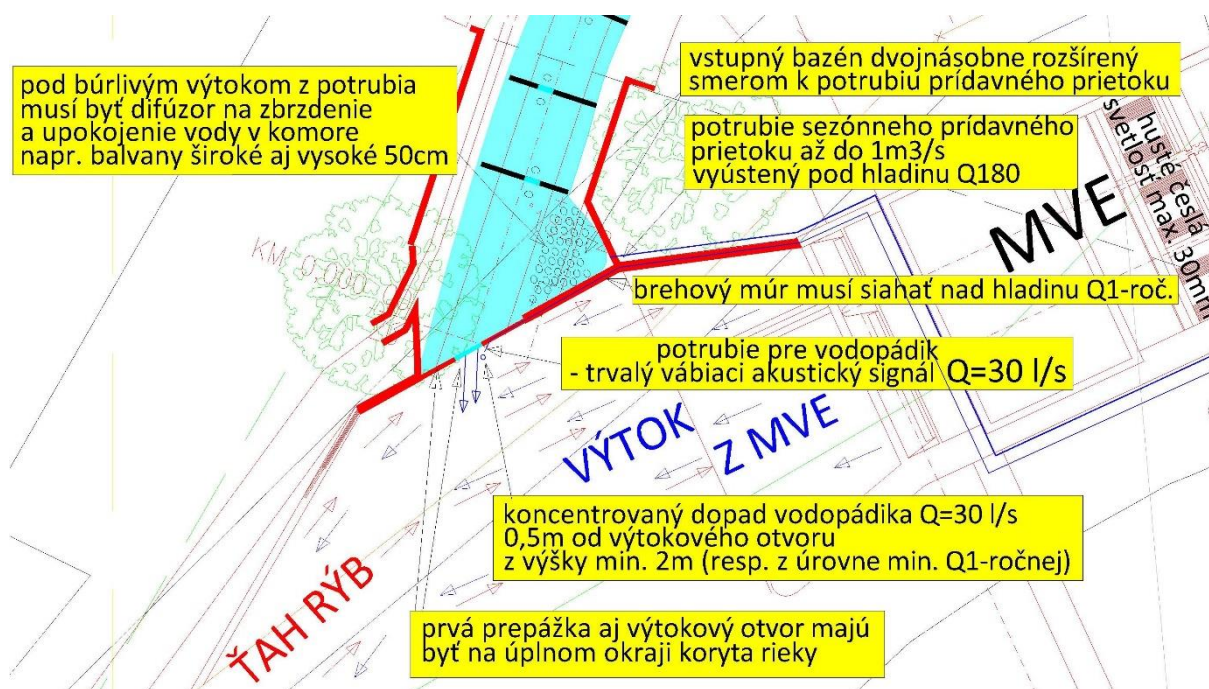 pod búrlivým výtokom z potrubia
musí byť difúzor na zbrzdenie
a upokojenie vody v komore
napr. balvany široké aj vysoké 50cm
vstupný bazén dvojnásobne rozšírený
smerom k potrubiu prídavného prietoku
potrubie sezónneho prídavného
prietoku až do 1m3/s
vyústený pod hladinu Q180
husté česlá
svetlosť max. 30mm
MVE
KM 0,000
brehový múr musí siahať nad hladinu Q1-roč.
potrubie pre vodopádik
- trvalý vábiaci akustický signál Q=30 l/s
VÝTOK
Z MVE
koncentrovaný dopad vodopádika Q=30 l/s
0,5m od výtokového otvoru
z výšky min. 2m (resp. z úrovne min. Q1-ročnej)
ŤAH RÝB
prvá prepážka aj výtokový otvor majú
byť na úplnom okraji koryta rieky